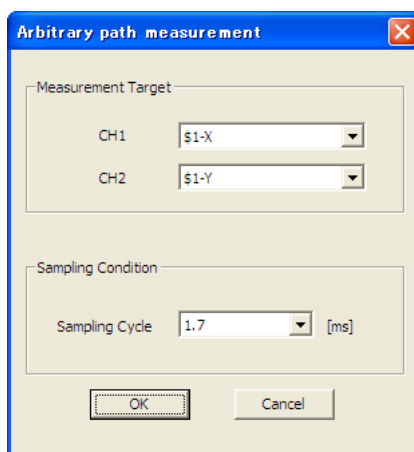 Arbitrary path measurement
Measurement Target
CH1 $1-X
CH2 $1-Y
Sampling Condition
Sampling Cycle 1.7 [ms]
OK Cancel